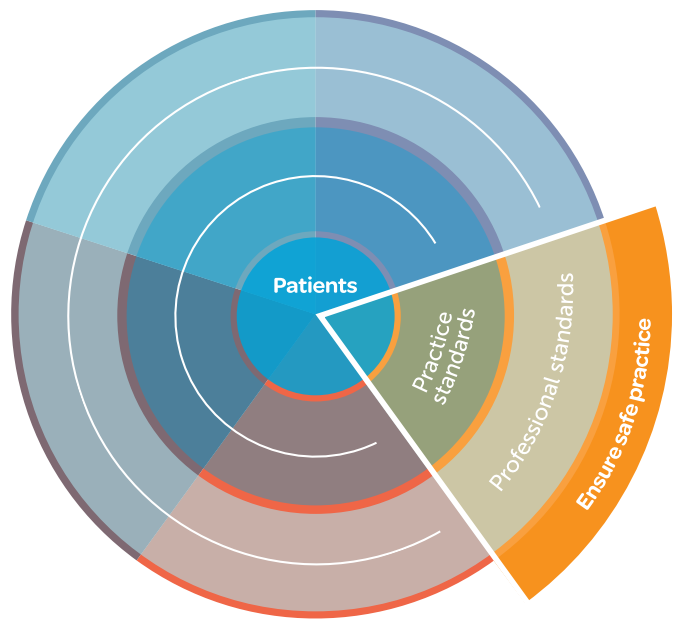 Patients
Practice
standards
Professional standards
Ensure safe practice